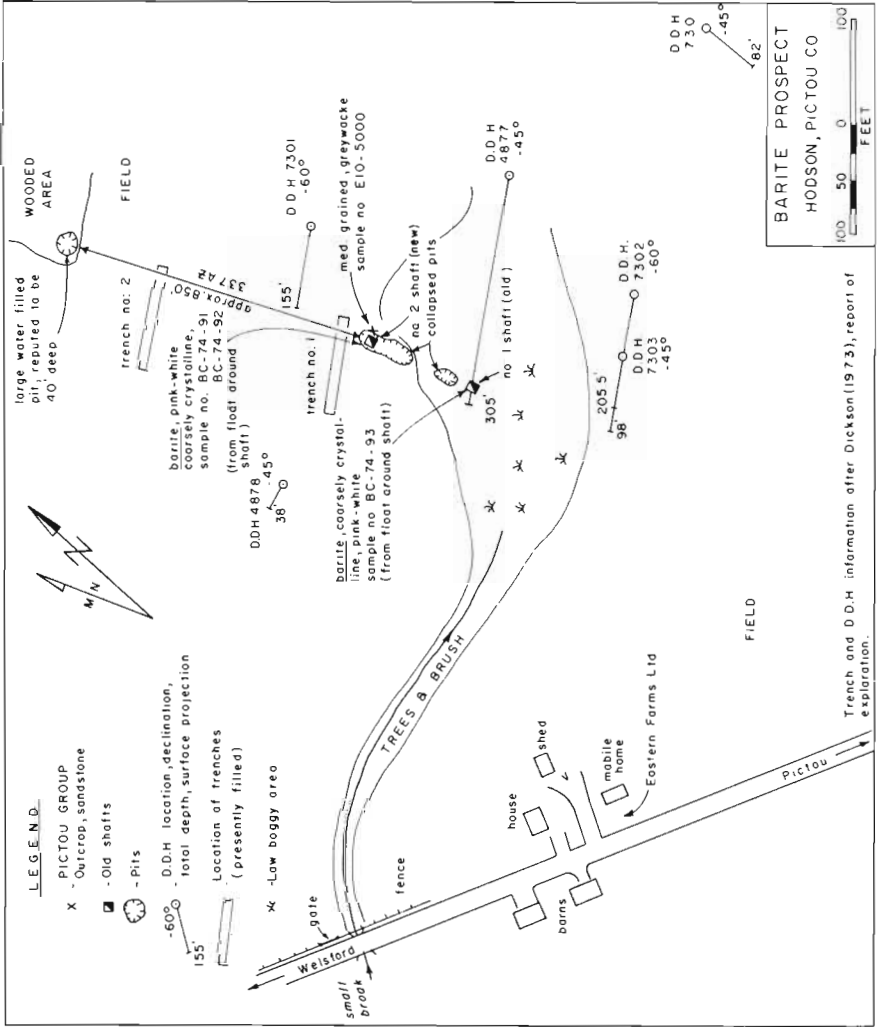 LEGEND
X - PICTOU GROUP
Outcrop, sandstone
- Old shafts
- Pits
-60°
155'
- D.D.H location, declination,
total depth, surface projection
Location of trenches
(presently filled)
- Low boggy area
M N
large water filled
pit, reputed to be
40' deep
WOODED
AREA
FIELD
trench no: 2
approx. 850'
337 AZ
barite, pink-white
coarsely crystalline,
sample no. BC-74-91
BC-74-92
(from float around
shaft)
155'
DDH 7301
-60°
med. grained, greywacke
sample no E10-5000
trench no. 1
no 2 shaft (new)
collapsed pits
DDH 4878
-45°
38'
barite, coarsely crystal-
line, pink-white
sample no BC-74-93
(from float around shaft)
305'
no 1 shaft (old)
D.D.H
4877
-45°
205 5'
98'
DDH
7303
-45°
D.D.H.
7302
-60°
DDH
730
-45°
82'
gate
fence
Welsford
small
brook
TREES & BRUSH
house
shed
mobile
home
barns
Eastern Farms Ltd
Pictou
FIELD
Trench and D.D.H information after Dickson (1973), report of
exploration.
BARITE PROSPECT
HODSON, PICTOU CO
100 50 0 100
FEET